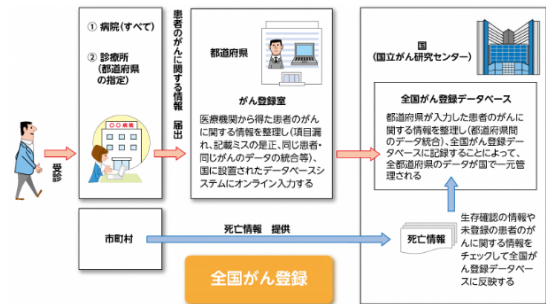 ① 病院(すべて)
② 診療所
(都道府県
の指定)
受診
患者のがんに関する情報 届出
都道府県
がん登録室
医療機関から得た患者のがん
に関する情報を整理し(項目漏
れ、記載ミスの是正、同じ患者・
同じがんのデータの統合等)、
国に設置されたデータベースシ
ステムにオンライン入力する
国
(国立がん研究センター)
全国がん登録データベース
都道府県が入力した患者のがんに
関する情報を整理し(都道府県間
のデータ統合)、全国がん登録デー
タベースに記録することによって、
全都道府県のデータが国で一元管
理される
市町村
死亡情報 提供
死亡情報
生存確認の情報や
未登録の患者のが
んに関する情報を
チェックして全国が
ん登録データベース
に反映する
全国がん登録